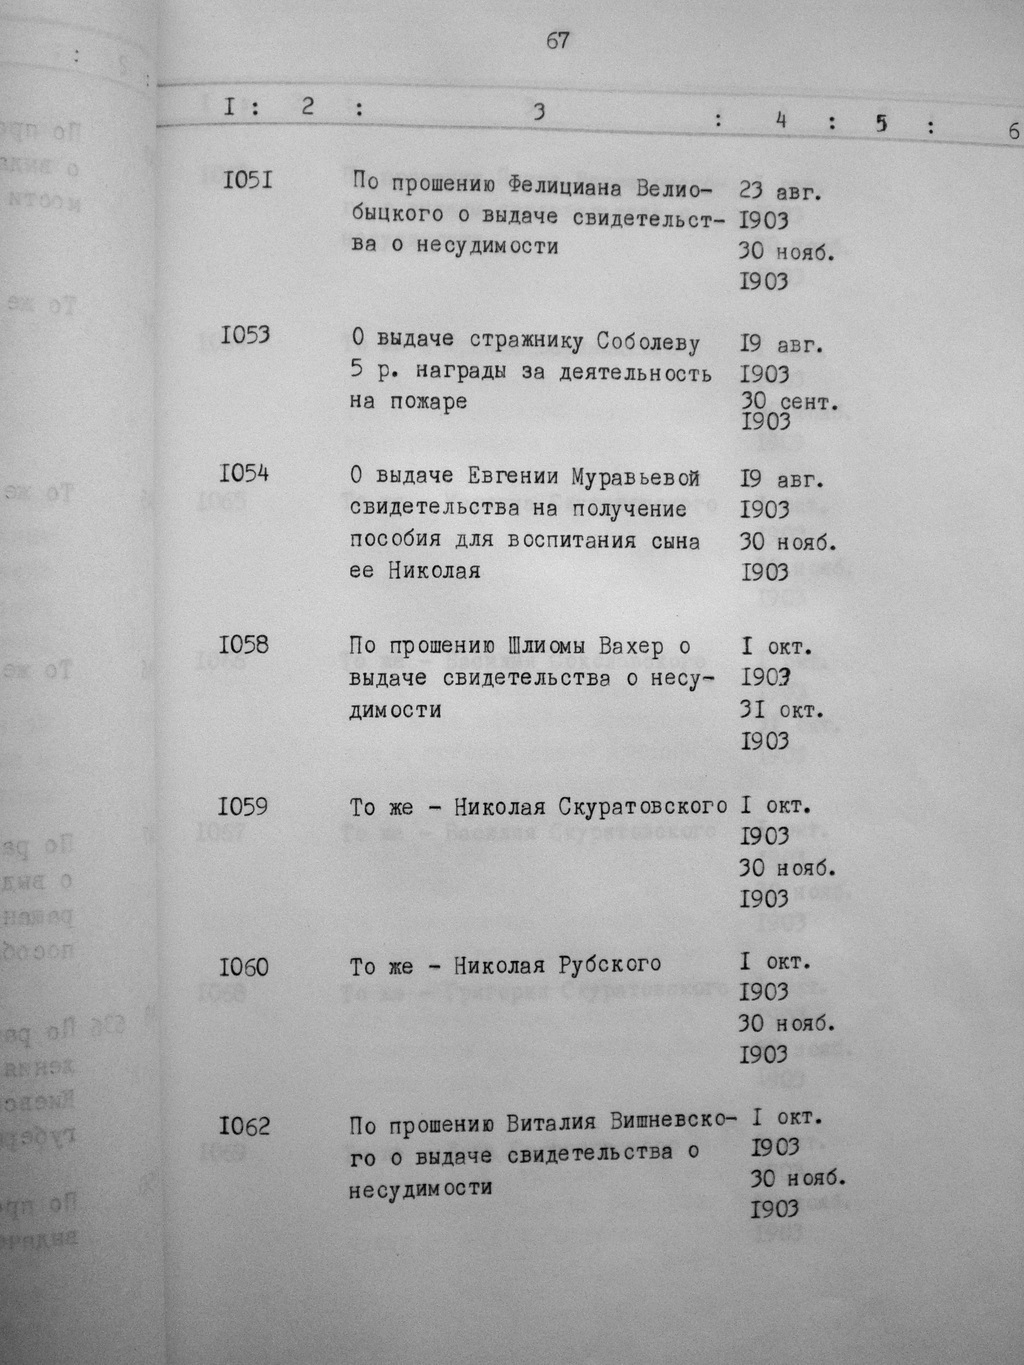 67
I : 2 : 3 : 4 : 5 : 6
I05I По прошению Фелициана Велио- 23 авг.
быцкого о выдаче свидетельст- I903
ва о несудимости 30 нояб.
I903
I053 О выдаче стражнику Соболеву I9 авг.
5 р. награды за деятельность I903
на пожаре 30 сент.
I903
I054 О выдаче Евгении Муравьевой I9 авг.
свидетельства на получение I903
пособия для воспитания сына 30 нояб.
ее Николая I903
I058 По прошению Шлиомы Вахер о I окт.
выдаче свидетельства о несу- I903
димости 3I окт.
I903
I059 То же - Николая Скуратовского I окт.
I903
30 нояб.
I903
I060 То же - Николая Рубского I окт.
I903
30 нояб.
I903
I062 По прошению Виталия Вишневско- I окт.
го о выдаче свидетельства о I903
несудимости 30 нояб.
I903